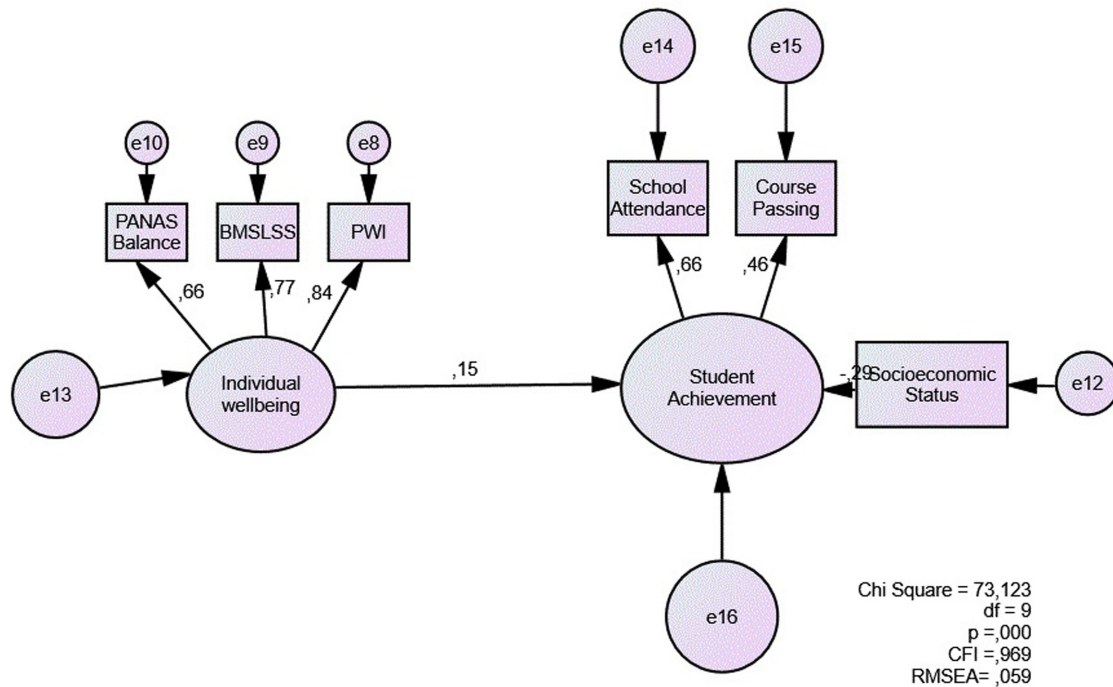 e14
e15
e10
e9
e8
School
Attendance
Course
Passing
PANAS
Balance
BMSLSS
PWI
,66
,77
,84
,66
,46
e13
Individual
wellbeing
,15
Student
Achievement
-,29
Socioeconomic
Status
e12
e16
Chi Square = 73,123
df = 9
p =,000
CFI =,969
RMSEA= ,059